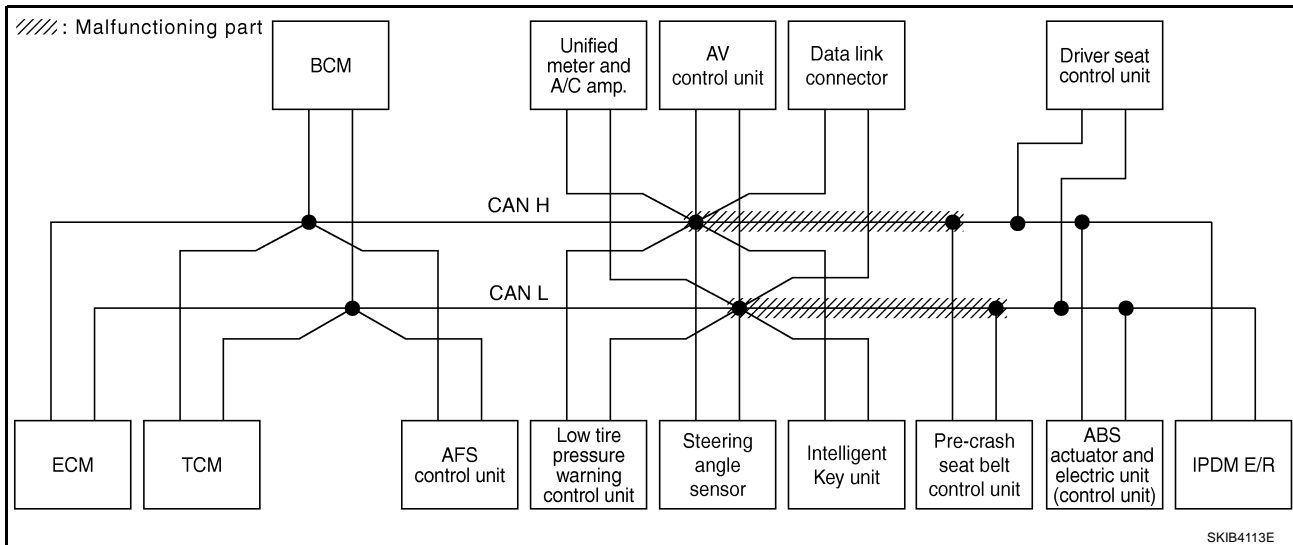 : Malfunctioning part
BCM
Unified
meter and
A/C amp.
AV
control unit
Data link
connector
Driver seat
control unit
CAN H
CAN L
ECM
TCM
AFS
control unit
Low tire
pressure
warning
control unit
Steering
angle
sensor
Intelligent
Key unit
Pre-crash
seat belt
control unit
ABS
actuator and
electric unit
(control unit)
IPDM E/R
SKIB4113E